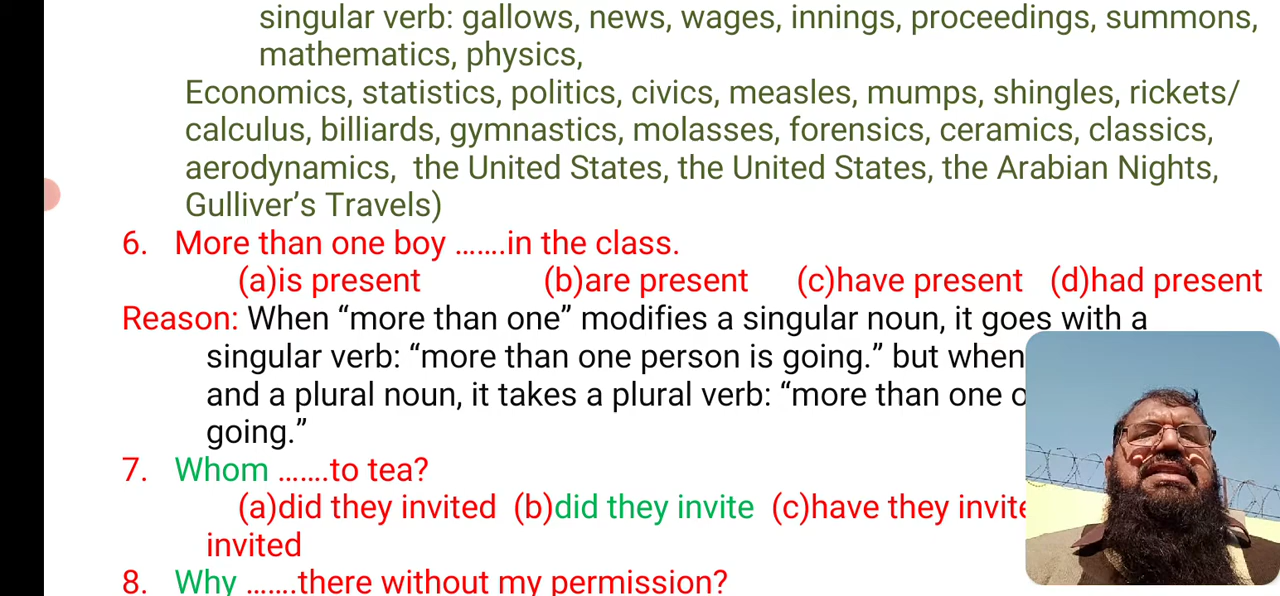 singular verb: gallows, news, wages, innings, proceedings, summons,
mathematics, physics,
Economics, statistics, politics, civics, measles, mumps, shingles, rickets/
calculus, billiards, gymnastics, molasses, forensics, ceramics, classics,
aerodynamics, the United States, the United States, the Arabian Nights,
Gulliver’s Travels)
6. More than one boy …….in the class.
(a)is present (b)are present (c)have present (d)had present
Reason: When “more than one” modifies a singular noun, it goes with a
singular verb: “more than one person is going.” but when
and a plural noun, it takes a plural verb: “more than one
going.”
7. Whom …….to tea?
(a)did they invited (b)did they invite (c)have they
invited
8. Why …….there without my permission?